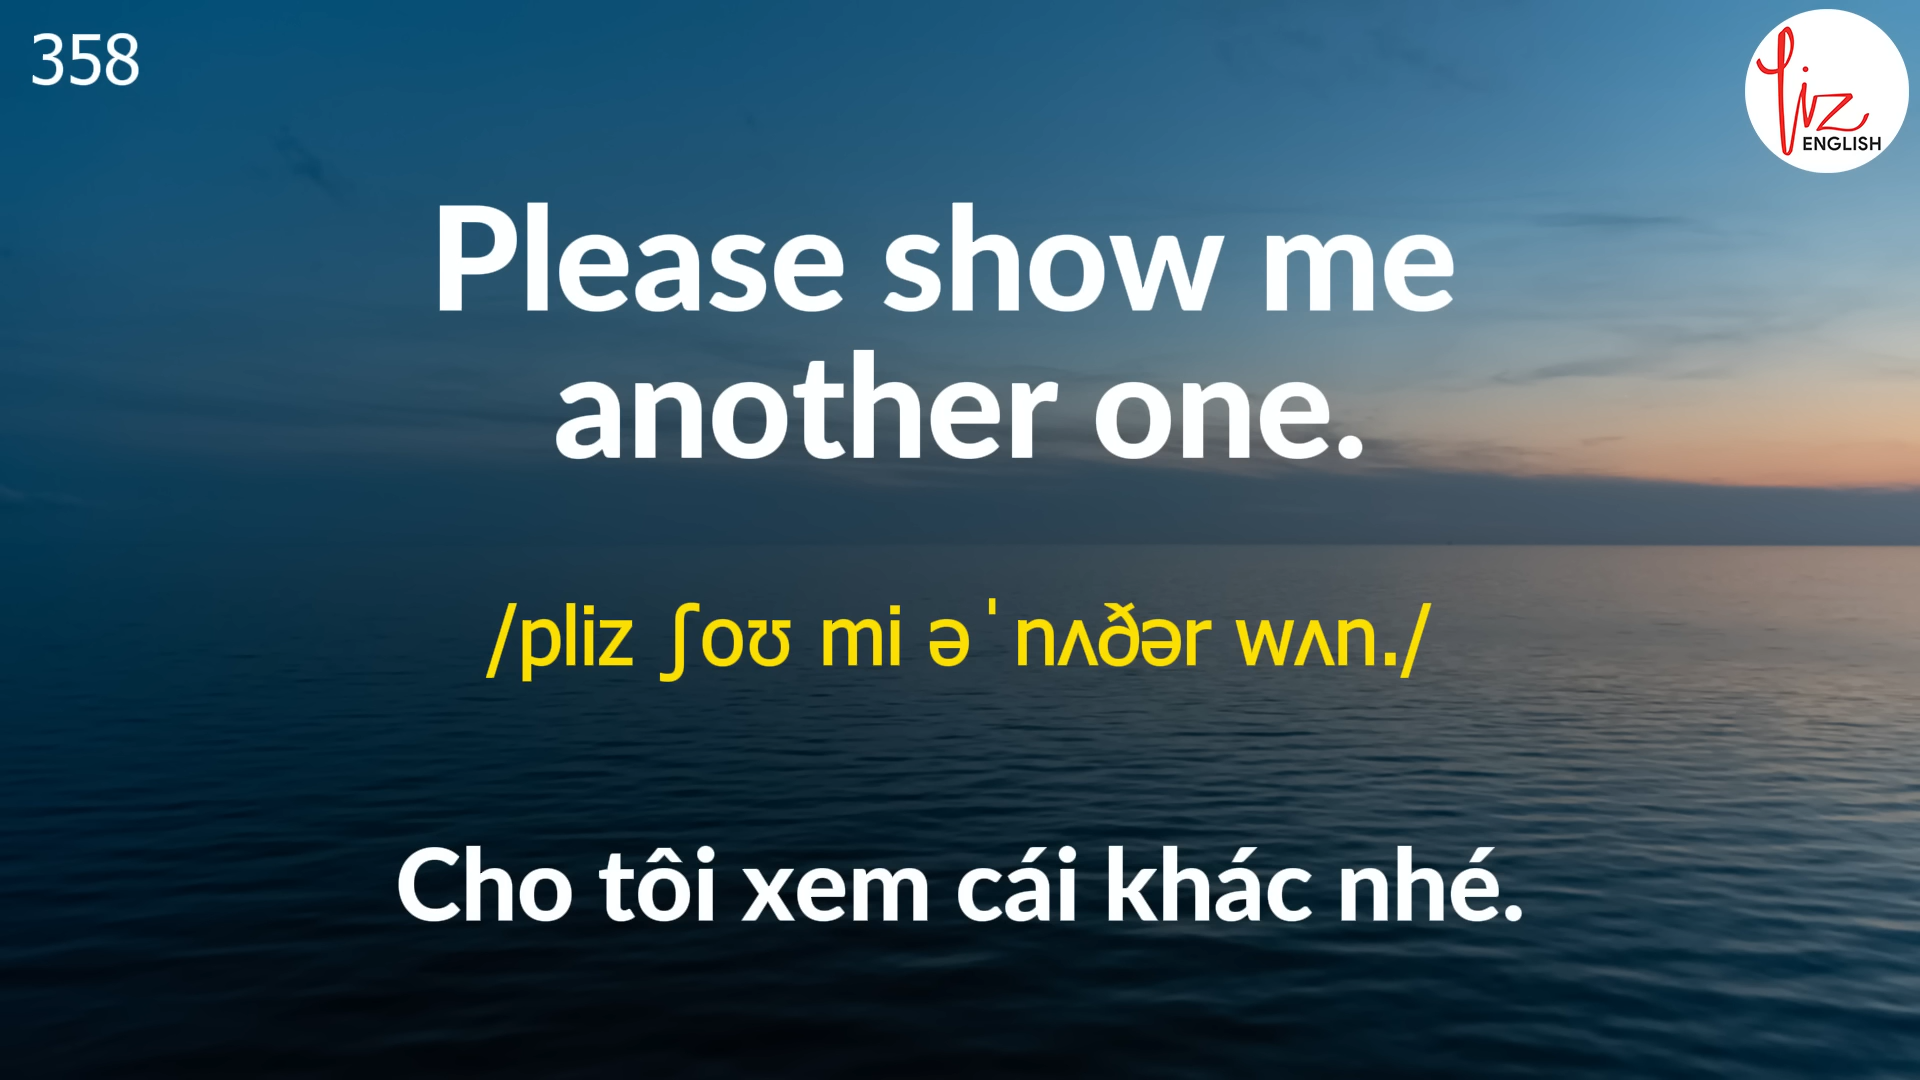 358
Liz
ENGLISH
Please show me
another one.
/pliz ʃoʊ mi əˈnʌðər wʌn./
Cho tôi xem cái khác nhé.